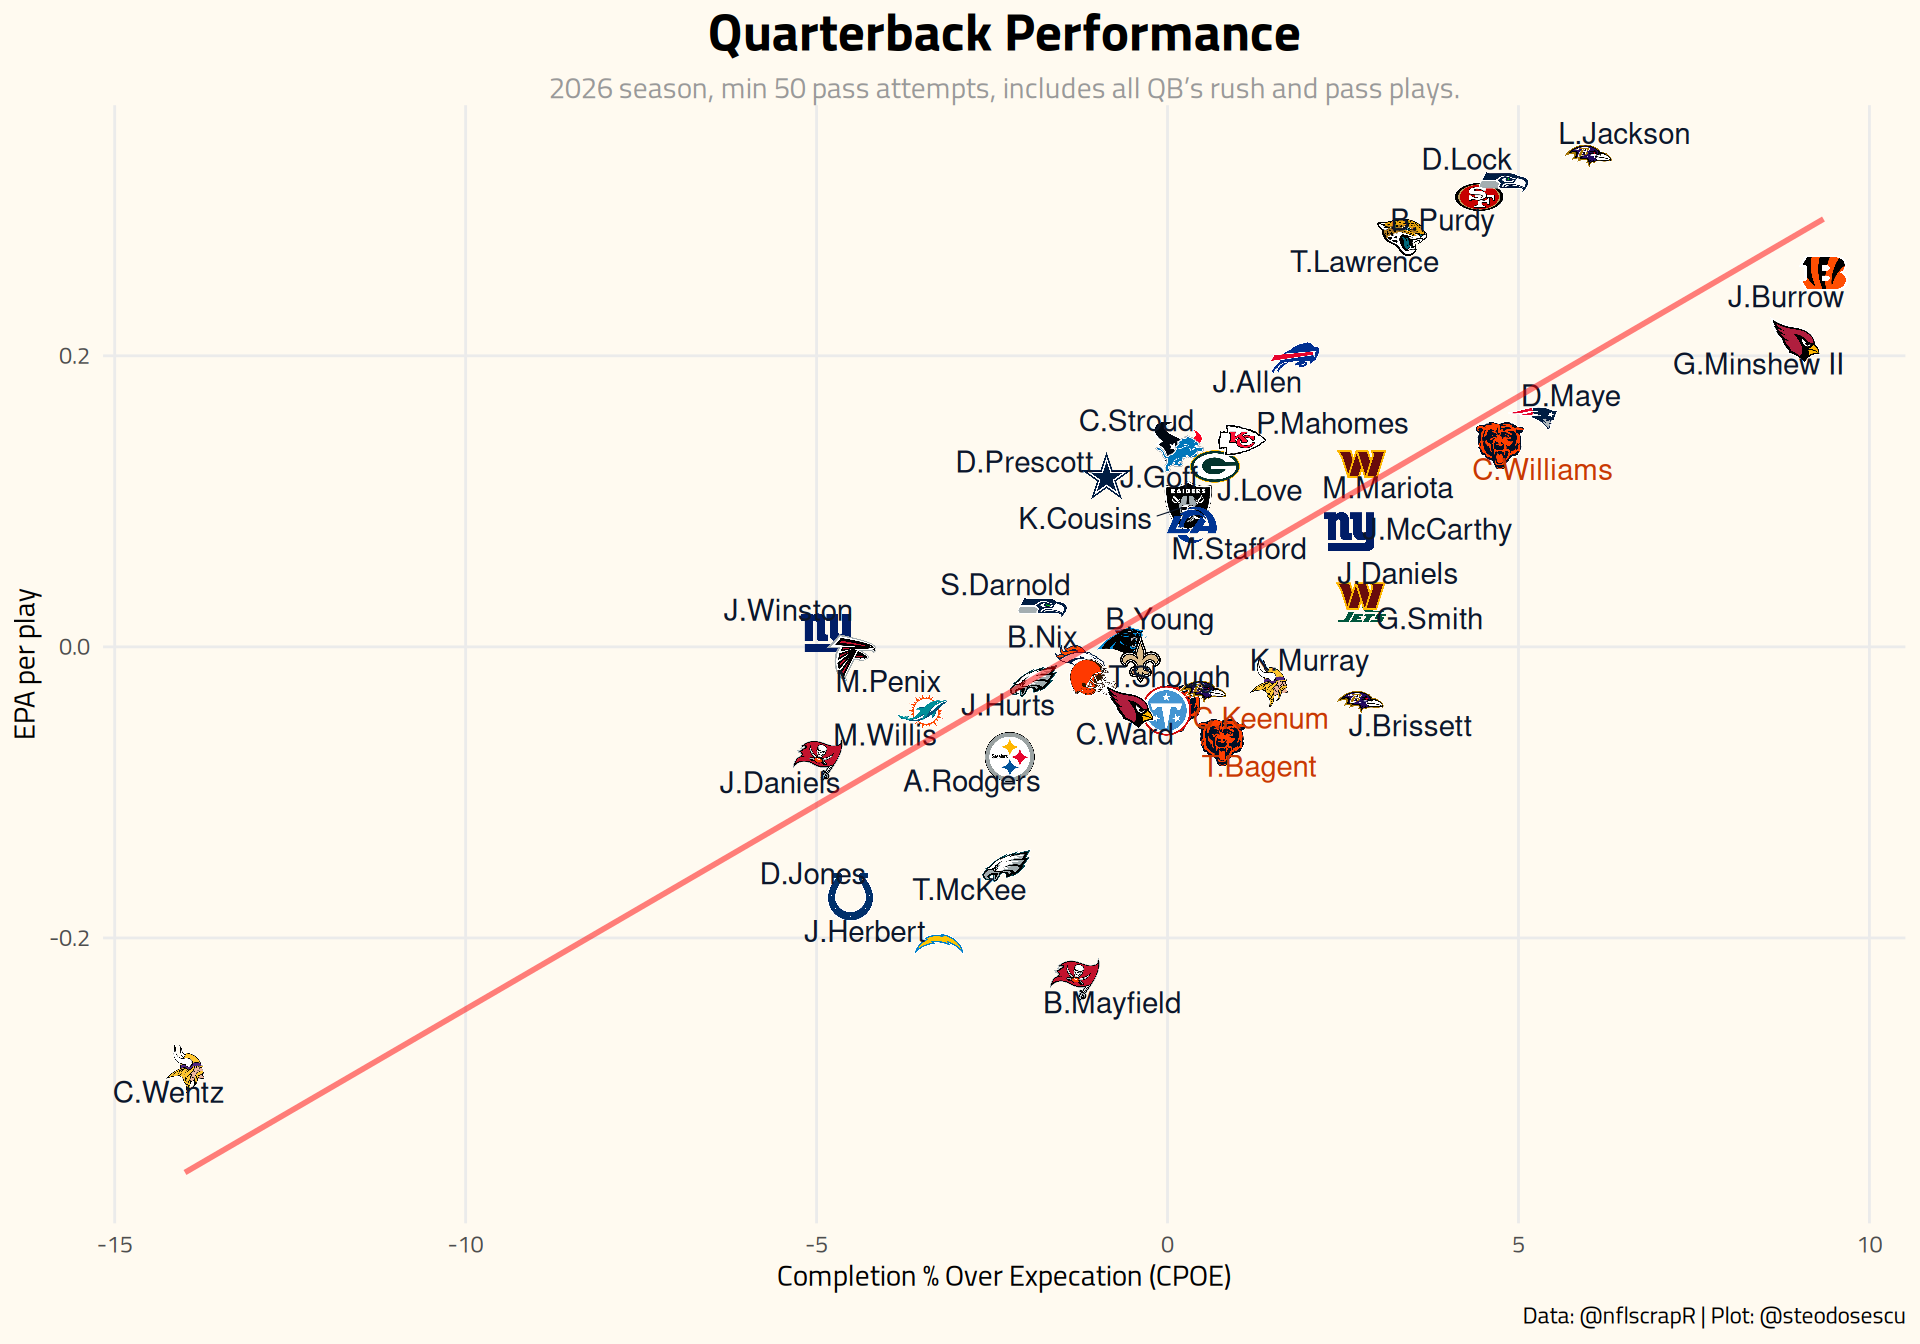 Quarterback Performance
2026 season, min 50 pass attempts, includes all QB's rush and pass plays.
L.Jackson
D.Lock
B.Purdy
T.Lawrence
J.Burrow
G.Minshew II
J.Allen
D.Maye
C.Stroud
P.Mahomes
D.Prescott
J.Goff
C.Williams
J.Love
M.Mariota
K.Cousins
J.McCarthy
M.Stafford
J.Daniels
S.Darnold
J.Winston
B.Young
G.Smith
B.Nix
K.Murray
T.Shough
M.Penix
J.Hurts
C.Keenum
J.Brissett
M.Willis
C.Ward
T.Bagent
J.Daniels
A.Rodgers
D.Jones
T.McKee
J.Herbert
B.Mayfield
C.Wentz
0.2
0.0
-0.2
EPA per play
-15
-10
-5
0
5
10
Completion % Over Expecation (CPOE)
Data: @nflscrapR | Plot: @steodosescu